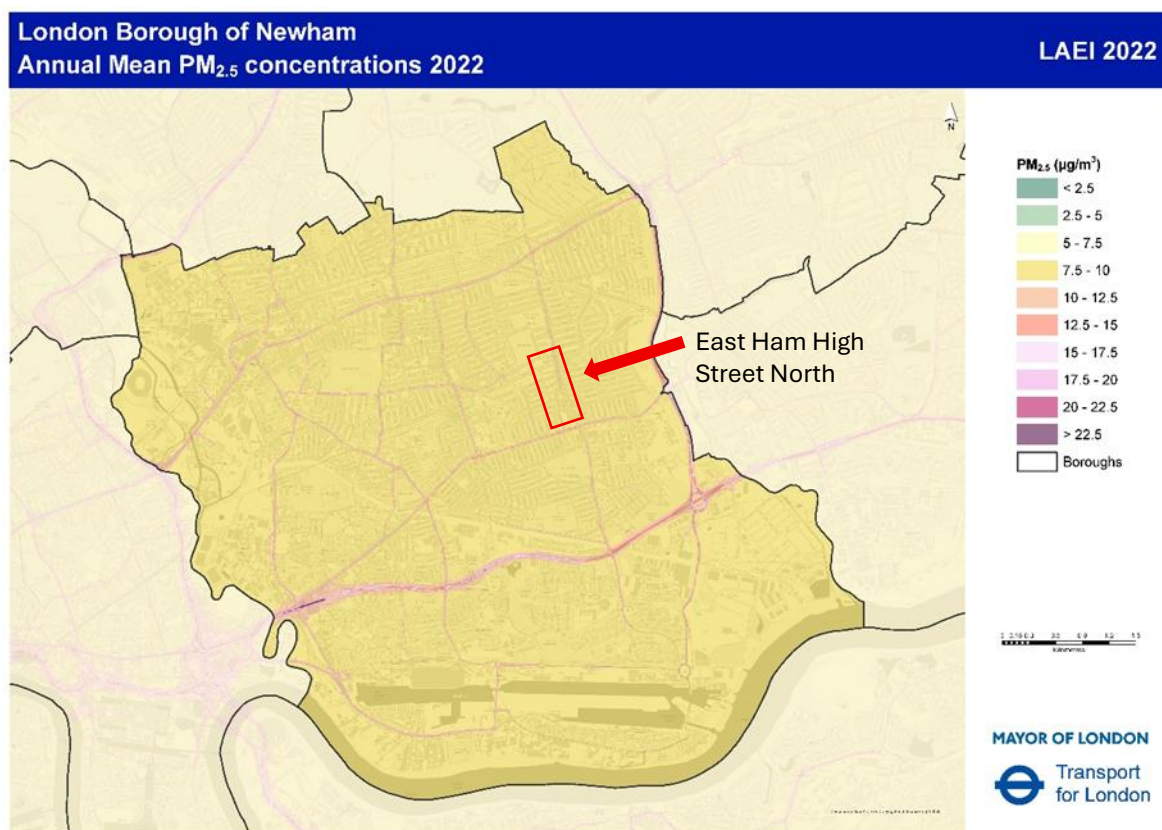 London Borough of Newham
Annual Mean PM2.5 concentrations 2022
LAEI 2022
N
PM2.5 (µg/m³)
< 2.5
2.5 - 5
5 - 7.5
7.5 - 10
10 - 12.5
12.5 - 15
15 - 17.5
17.5 - 20
20 - 22.5
> 22.5
Boroughs
East Ham High
Street North
Kilometres
MAYOR OF LONDON
Transport
for London